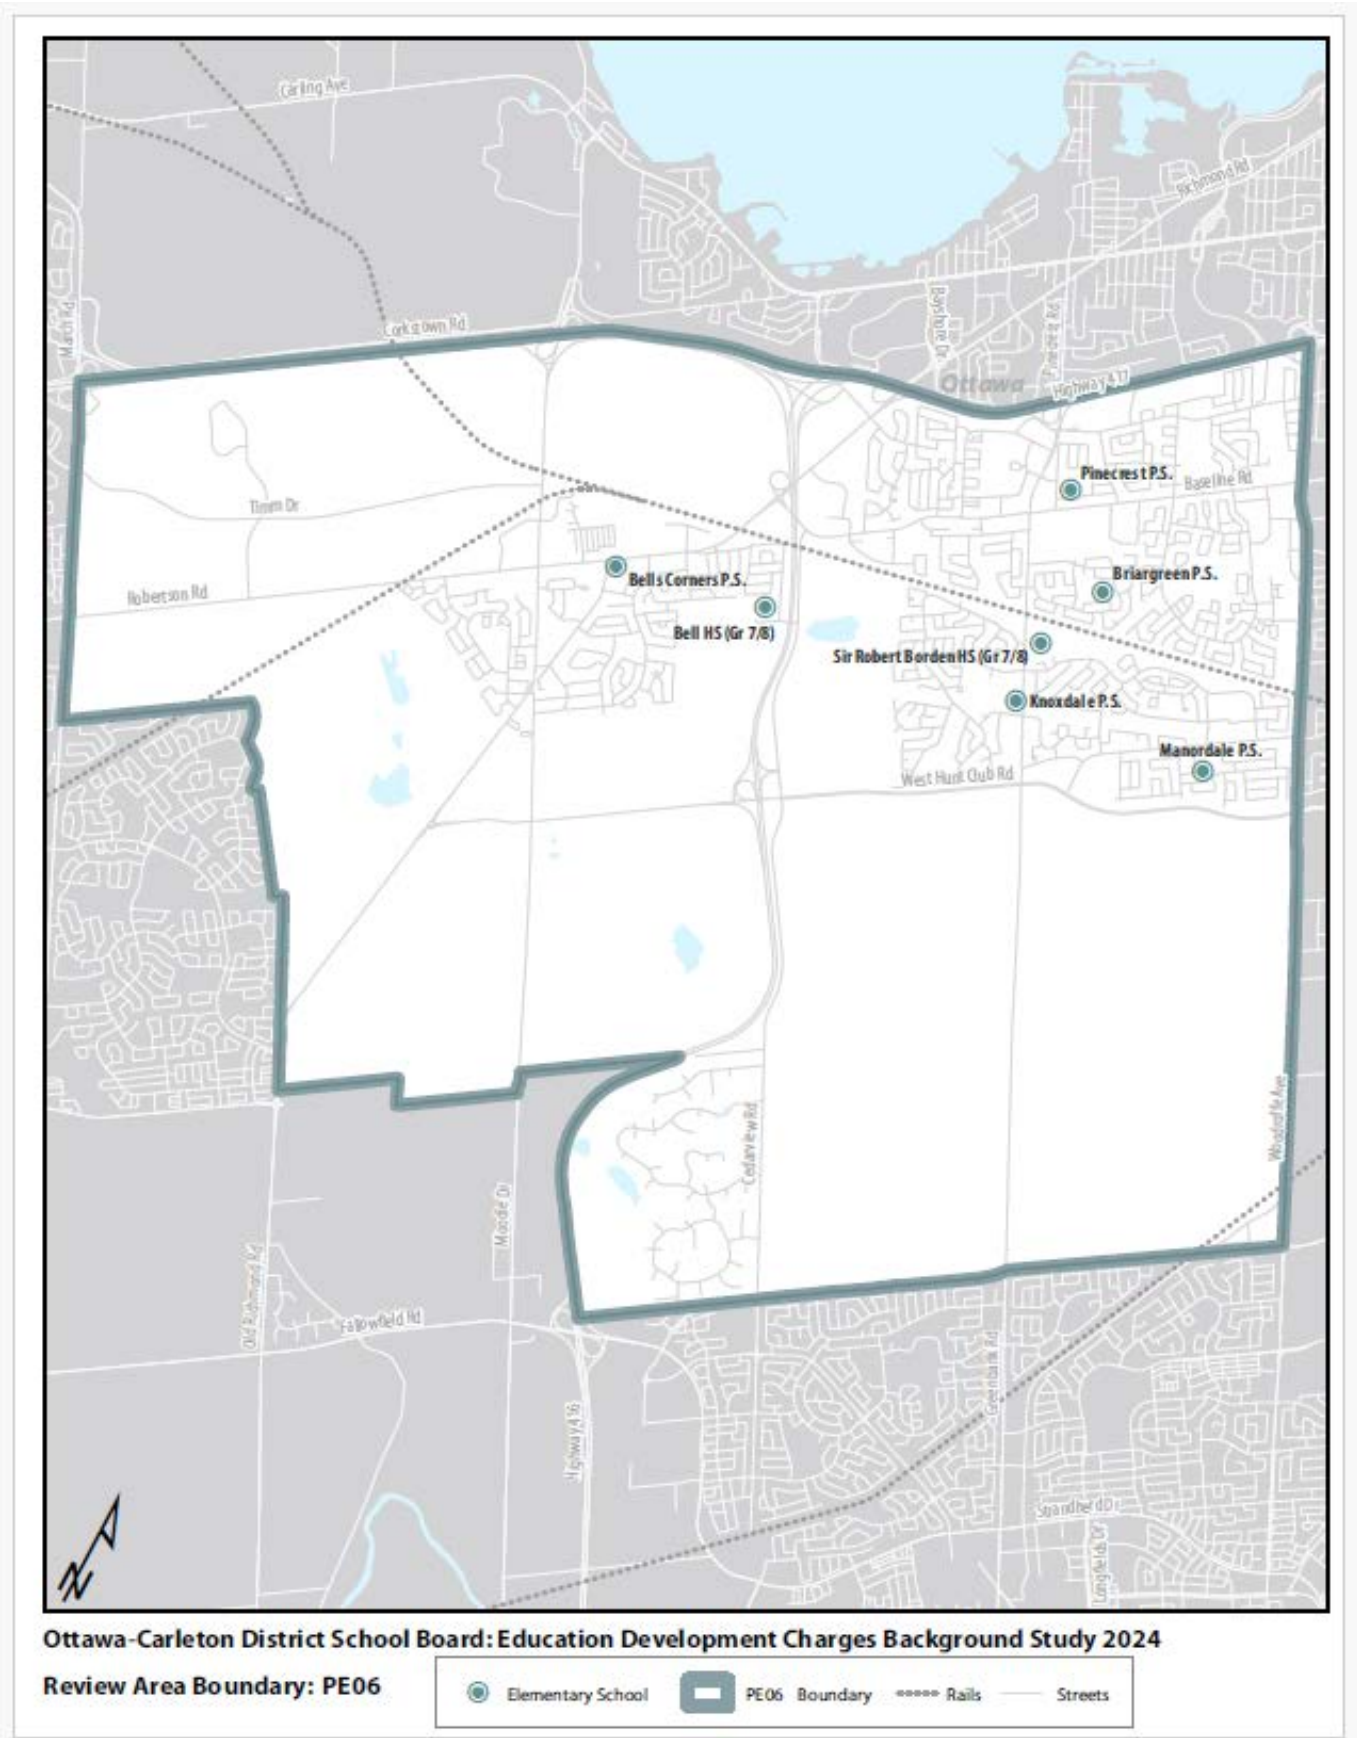 Carling Ave
Richmond Rd
March Rd
Corkstown Rd
Bayshore Dr
Pinecrest Rd
Ottawa
Highway 417
Pinecrest P.S.
Baseline Rd
Timm Dr
Bells Corners P.S.
Briargreen P.S.
Robertson Rd
Bell HS (Gr 7/8)
Sir Robert Borden HS (Gr 7/8)
Knoxdale P.S.
Manordale P.S.
West Hunt Club Rd
Cedarview Rd
Woodroffe Ave
Moodie Dr
Old Richmond Rd
Fallowfield Rd
Greenbank Rd
Highway 416
Strandherd Dr
Longfields Dr
N
Ottawa-Carleton District School Board: Education Development Charges Background Study 2024
Review Area Boundary: PE06
Elementary School PE06 Boundary Rails Streets